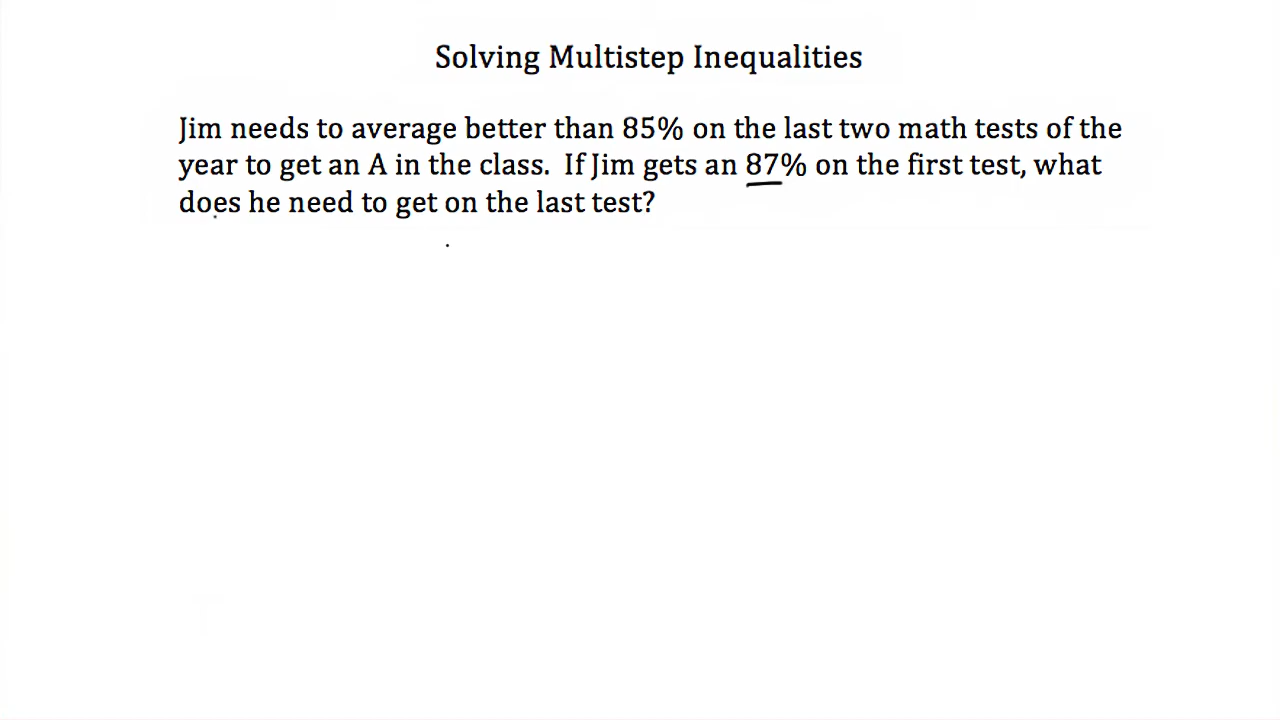 Solving Multistep Inequalities
Jim needs to average better than 85% on the last two math tests of the
year to get an A in the class.  If Jim gets an 87% on the first test, what
does he need to get on the last test?